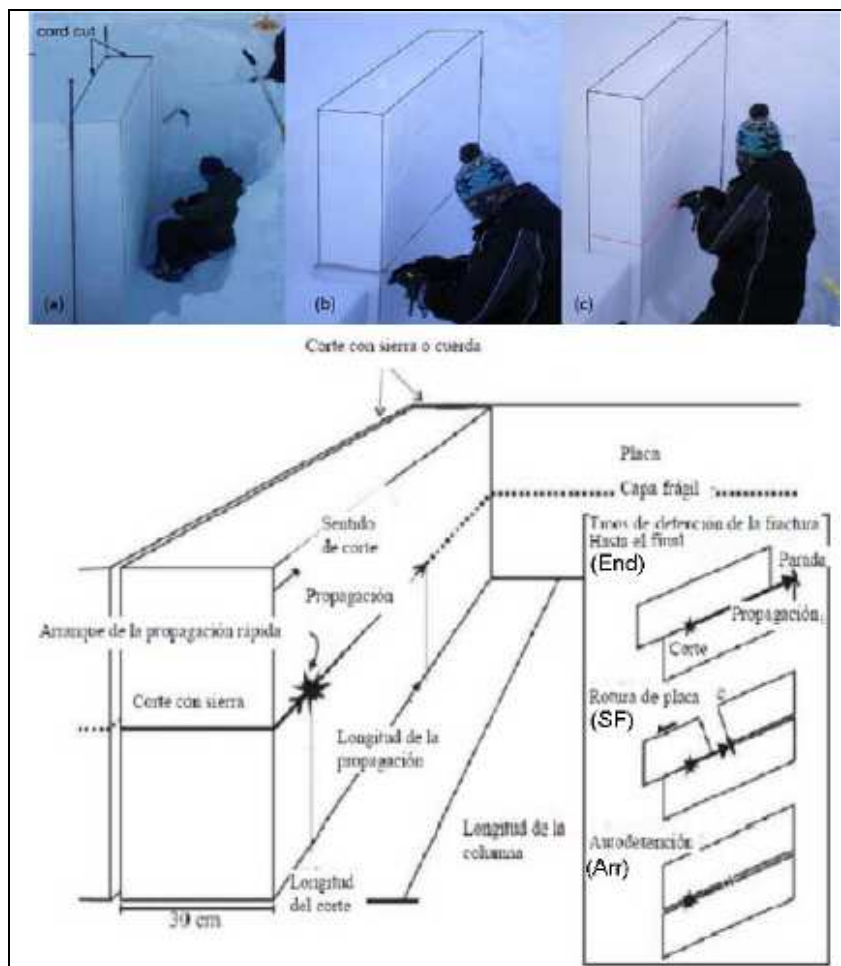 cord cut
(a)
(b)
(c)
Corte con sierra o cuerda
Placa
Capa frágil
Sentido
de corte
Propagación
Arranque de la propagación rápida
Corte con sierra
Longitud de la
propagación
Longitud de la
columna
Longitud
del corte
30 cm
Tipos de detención de la fractura
Hasta el final
(End)
Parada
Propagación
Corte
Rotura de placa
(SF)
Autodetención
(Arr)